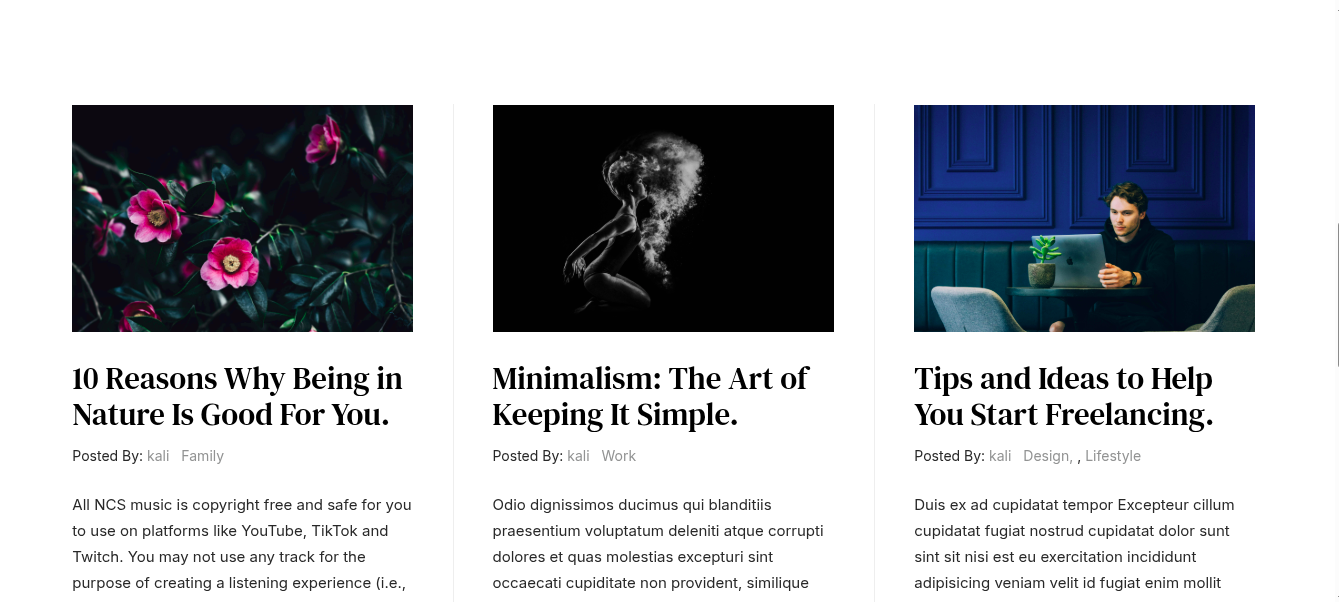 10 Reasons Why Being in
Nature Is Good For You.
Posted By: kali Family
All NCS music is copyright free and safe for you
to use on platforms like YouTube, TikTok and
Twitch. You may not use any track for the
purpose of creating a listening experience (i.e.,
Minimalism: The Art of
Keeping It Simple.
Posted By: kali Work
Odio dignissimos ducimus qui blanditiis
praesentium voluptatum deleniti atque corrupti
dolores et quas molestias excepturi sint
occaecati cupiditate non provident, similique
Tips and Ideas to Help
You Start Freelancing.
Posted By: kali Design, , Lifestyle
Duis ex ad cupidatat tempor Excepteur cillum
cupidatat fugiat nostrud cupidatat dolor sunt
sint sit nisi est eu exercitation incididunt
adipisicing veniam velit id fugiat enim mollit